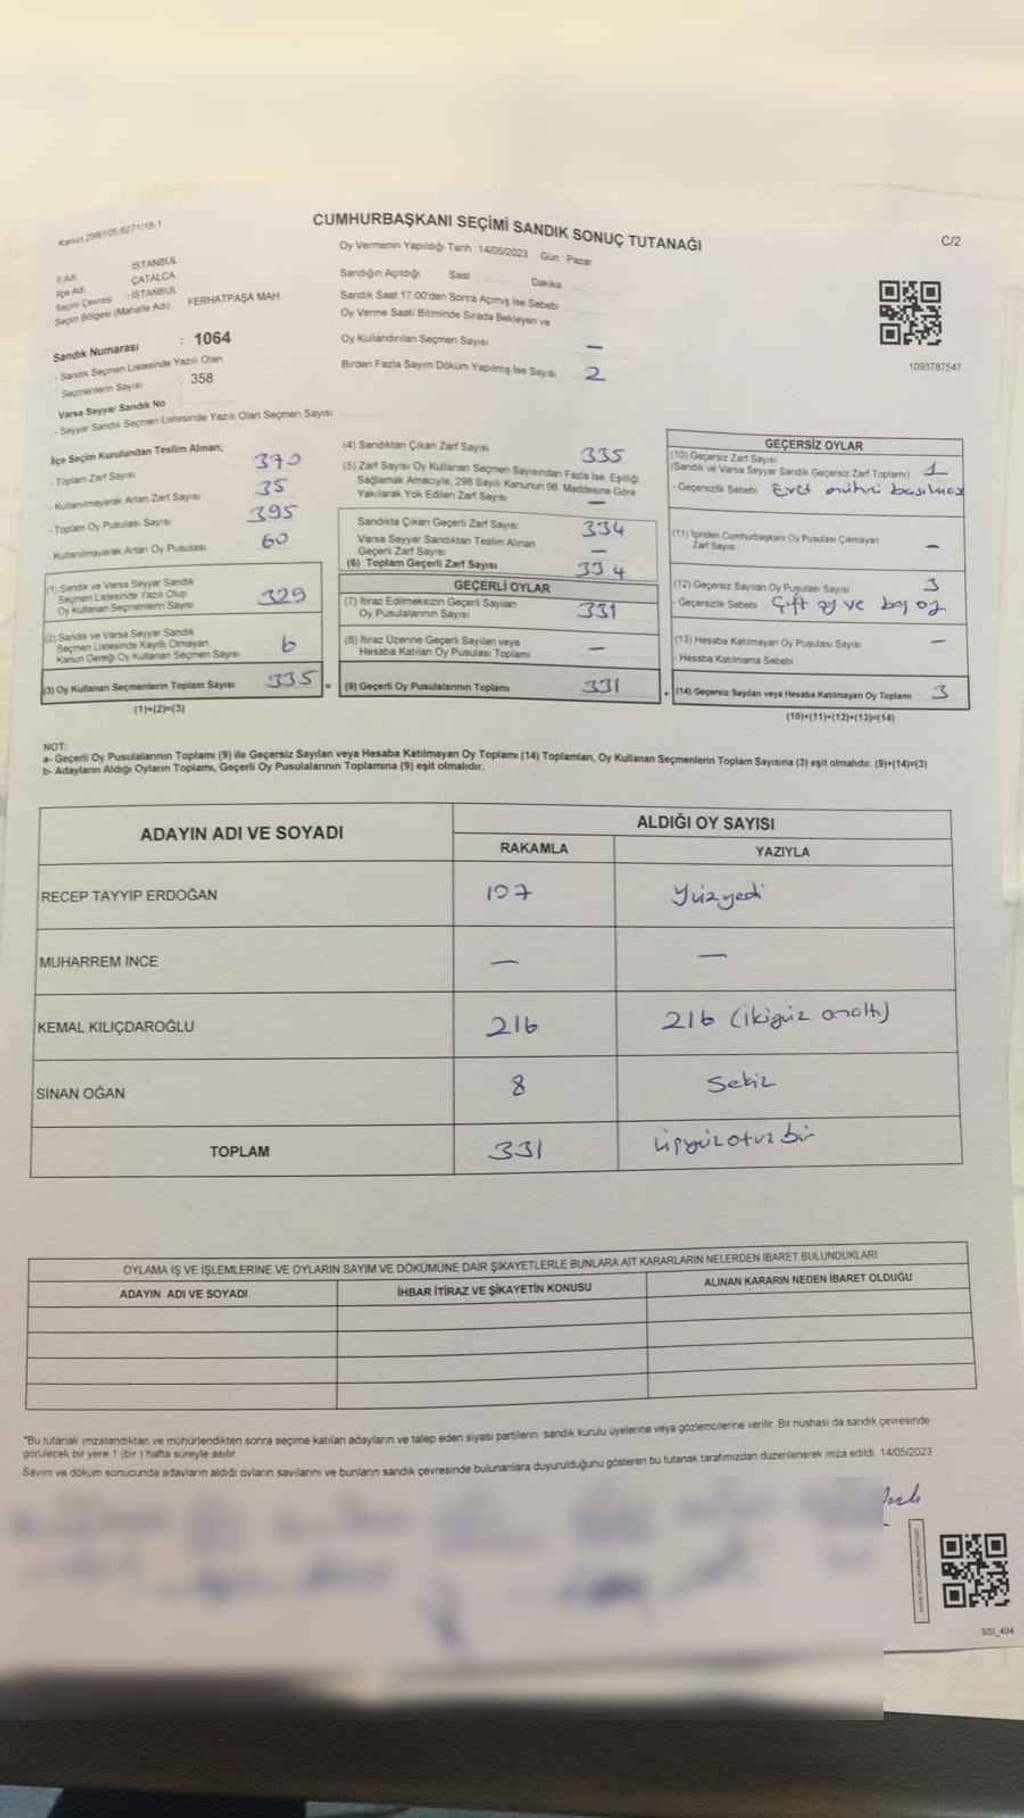 Kanun 298/105.6271/18-1
CUMHURBAŞKANI SEÇİMİ SANDIK SONUÇ TUTANAĞI
C/2
Oy Vermenin Yapıldığı Tarih : 14/05/2023 Gün Pazar
İl Adı İSTANBUL
İlçe Adı ÇATALCA
Seçim Çevresi : İSTANBUL
Seçim Bölgesi (Mahalle Adı) FERHATPAŞA MAH.
Sandığın Açıldığı Saat Dakika
Sandık Saat 17:00'den Sonra Açılmış İse Sebebi
Oy Verme Saati Bitiminde Sırada Bekleyen ve
Oy Kullandırılan Seçmen Sayısı —
Birden Fazla Sayım Döküm Yapılmış İse Sayısı 2
1093787547
Sandık Numarası : 1064
- Sandık Seçmen Listesinde Yazılı Olan
Seçmenlerin Sayısı : 358
Varsa Seyyar Sandık No
- Seyyar Sandık Seçmen Listesinde Yazılı Olan Seçmen Sayısı
İlçe Seçim Kurulundan Teslim Alınan;
- Toplam Zarf Sayısı 370
- Kullanılmayarak Artan Zarf Sayısı 35
- Toplam Oy Pusulası Sayısı 395
- Kullanılmayarak Artan Oy Pusulası 60
(1) Sandık ve Varsa Seyyar Sandık
Seçmen Listesinde Yazılı Olup
Oy Kullanan Seçmenlerin Sayısı 329
(2) Sandık ve Varsa Seyyar Sandık
Seçmen Listesinde Kayıtlı Olmayan
Kanun Gereği Oy Kullanan Seçmen Sayısı 6
(3) Oy Kullanan Seçmenlerin Toplam Sayısı 335
(1)+(2)=(3)
(4) Sandıktan Çıkan Zarf Sayısı 335
(5) Zarf Sayısı Oy Kullanan Seçmen Sayısından Fazla İse, Eşitliği
Sağlamak Amacıyla, 298 Sayılı Kanunun 98. Maddesine Göre
Yakılarak Yok Edilen Zarf Sayısı —
Sandıkta Çıkan Geçerli Zarf Sayısı 334
Varsa Seyyar Sandıktan Teslim Alınan
Geçerli Zarf Sayısı —
(6) Toplam Geçerli Zarf Sayısı 334
GEÇERLİ OYLAR
(7) İtiraz Edilmeksizin Geçerli Sayılan
Oy Pusulalarının Sayısı 331
(8) İtiraz Üzerine Geçerli Sayılan veya
Hesaba Katılan Oy Pusulası Toplamı —
= (9) Geçerli Oy Pusulalarının Toplamı 331
GEÇERSİZ OYLAR
(10) Geçersiz Zarf Sayısı
(Sandık ve Varsa Seyyar Sandık Geçersiz Zarf Toplamı) 1
- Geçersizlik Sebebi Evet mührü basılmış
(11) İçinden Cumhurbaşkanı Oy Pusulası Çıkmayan
Zarf Sayısı —
(12) Geçersiz Sayılan Oy Pusulası Sayısı 3
- Geçersizlik Sebebi Çift oy ve boş oy
(13) Hesaba Katılmayan Oy Pusulası Sayısı —
- Hesaba Katılmama Sebebi
+ (14) Geçersiz Sayılan veya Hesaba Katılmayan Oy Toplamı 3
(10)+(11)+(12)+(13)=(14)
NOT:
a- Geçerli Oy Pusulalarının Toplamı (9) ile Geçersiz Sayılan veya Hesaba Katılmayan Oy Toplamı (14) Toplamları, Oy Kullanan Seçmenlerin Toplam Sayısına (3) eşit olmalıdır. (9)+(14)=(3)
b- Adayların Aldığı Oyların Toplamı, Geçerli Oy Pusulalarının Toplamına (9) eşit olmalıdır.
ADAYIN ADI VE SOYADI
ALDIĞI OY SAYISI
RAKAMLA YAZIYLA
RECEP TAYYİP ERDOĞAN 107 Yüzyedi
MUHARREM İNCE — —
KEMAL KILIÇDAROĞLU 216 216 (ikiyüz onaltı)
SİNAN OĞAN 8 Sekiz
TOPLAM 331 üçyüzotuz bir
OYLAMA İŞ VE İŞLEMLERİNE VE OYLARIN SAYIM VE DÖKÜMÜNE DAİR ŞİKAYETLERLE BUNLARA AİT KARARLARIN NELERDEN İBARET BULUNDUKLARI
ADAYIN ADI VE SOYADI İHBAR İTİRAZ VE ŞİKAYETİN KONUSU ALINAN KARARIN NEDEN İBARET OLDUĞU
"Bu tutanak imzalandıktan ve mühürlendikten sonra seçime katılan adayların ve talep eden siyasi partilerin sandık kurulu üyelerine veya gözlemcilerine verilir. Bir nüshası da sandık çevresinde
görülecek bir yere 1 (bir ) hafta süreyle asılır.
Sayım ve döküm sonucunda adayların aldığı oyların sayılarını ve bunların sandık çevresinde bulunanlara duyurulduğunu gösteren bu tutanak tarafımızdan düzenlenerek imza edildi. 14/05/2023
SSI_404